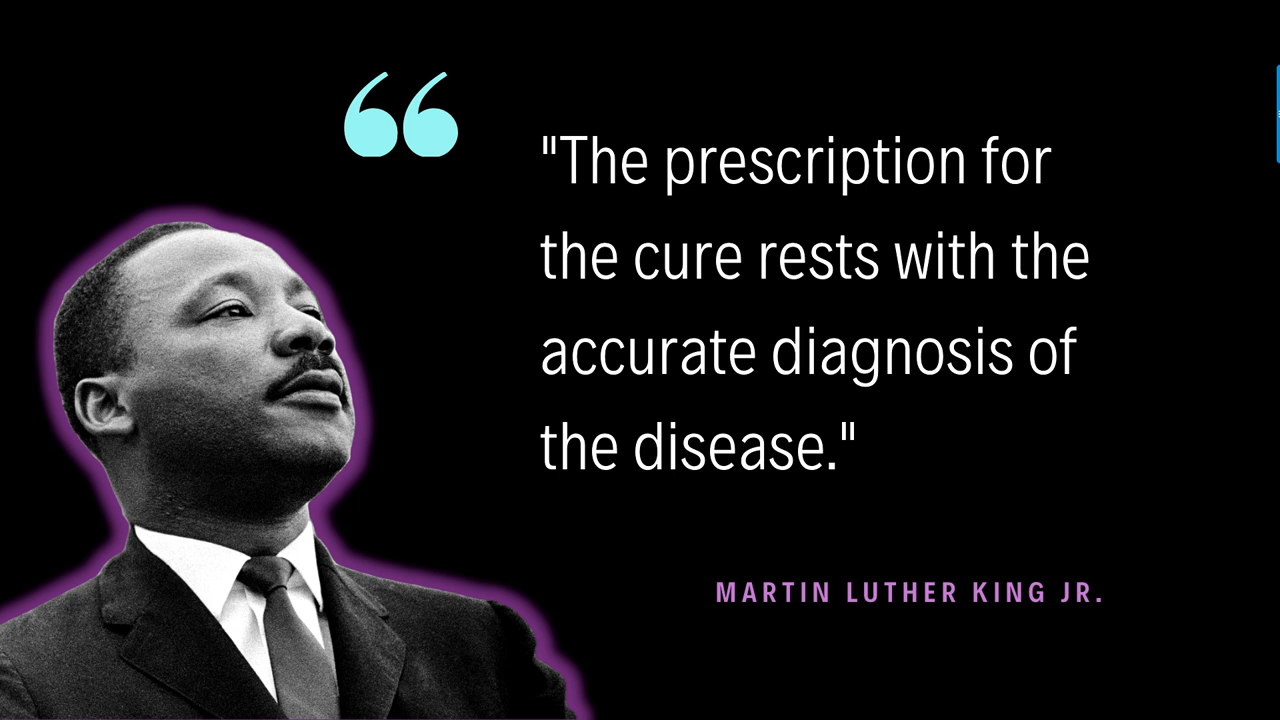 "The prescription for
the cure rests with the
accurate diagnosis of
the disease."
MARTIN LUTHER KING JR.